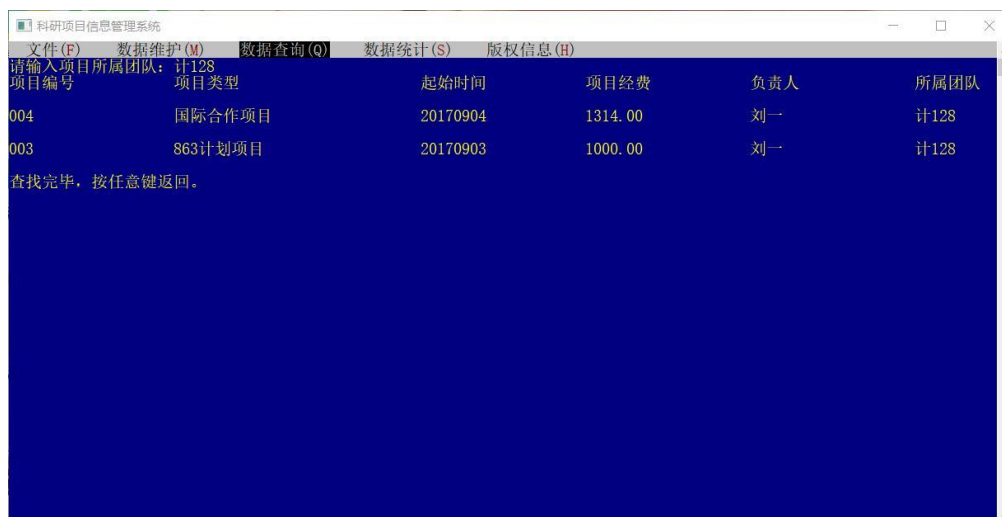 科研项目信息管理系统
文件(F) 数据维护(M) 数据查询(Q) 数据统计(S) 版权信息(H)
请输入项目所属团队：计128
项目编号 项目类型 起始时间 项目经费 负责人 所属团队
004 国际合作项目 20170904 1314.00 刘一 计128
003 863计划项目 20170903 1000.00 刘一 计128
查找完毕，按任意键返回。